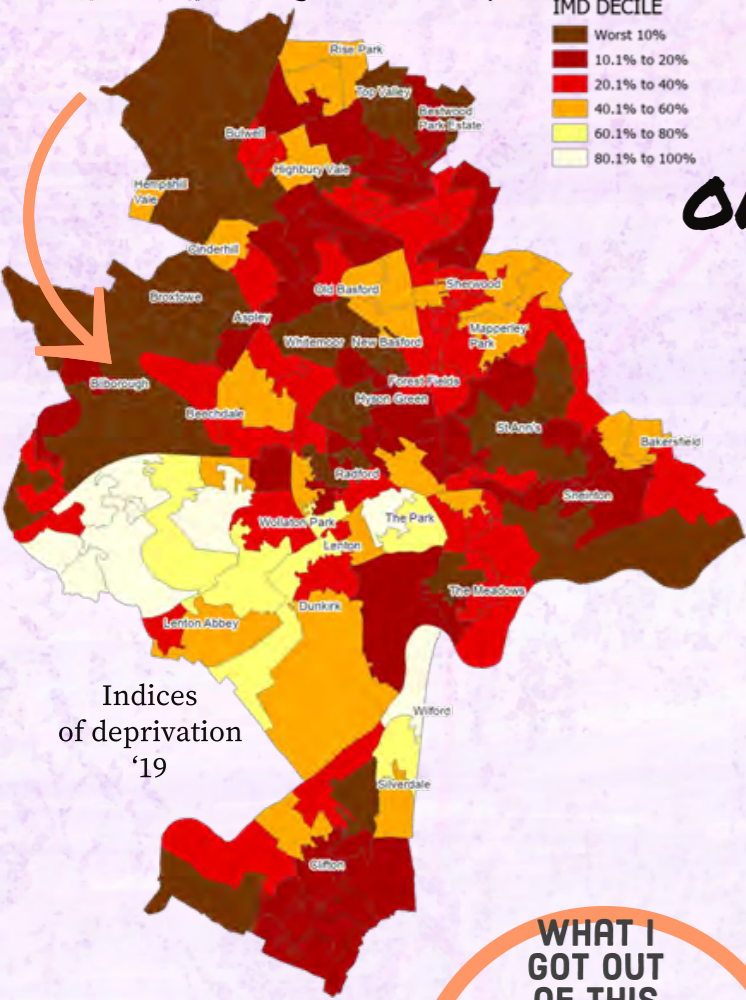 IMD DECILE
Worst 10%
10.1% to 20%
20.1% to 40%
40.1% to 60%
60.1% to 80%
80.1% to 100%
Rise Park
Top Valley
Bestwood
Park Estate
Bulwell
Highbury Vale
Hempshill
Vale
Cinderhill
Broxtowe
Old Basford
Sherwood
Aspley
Mapperley
Park
Whitemoor
New Basford
Bilborough
Forest Fields
Hyson Green
Beechdale
St Ann's
Bakersfield
Radford
Sneinton
Wollaton Park
The Park
Lenton
The Meadows
Dunkirk
Lenton Abbey
Indices
of deprivation
‘19
Wilford
Silverdale
Clifton
WHAT I
GOT OUT
OF THIS